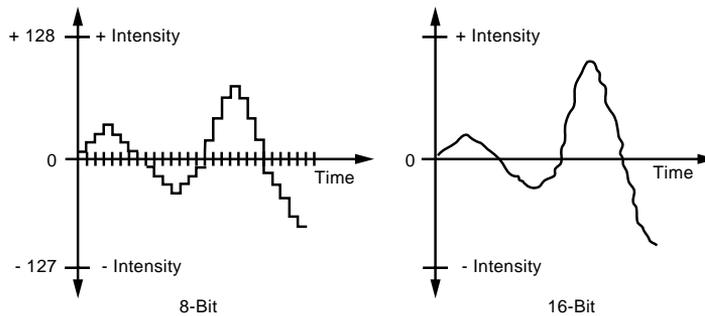 + 128
+ Intensity
0
Time
- 127
- Intensity
8-Bit
+ Intensity
0
Time
- Intensity
16-Bit